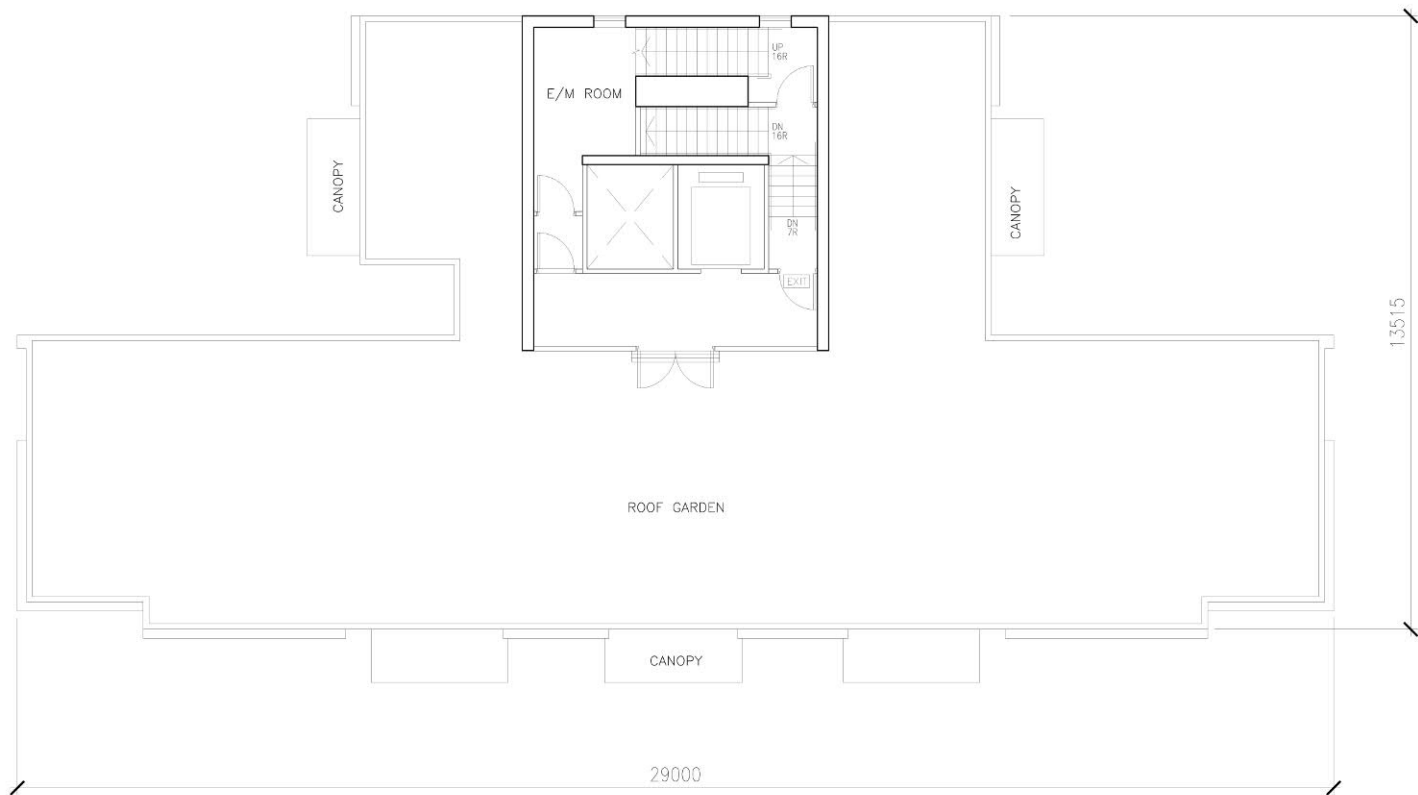 UP
16R
E/M ROOM
DN
16R
CANOPY
CANOPY
DN
7R
EXIT
13515
ROOF GARDEN
CANOPY
29000